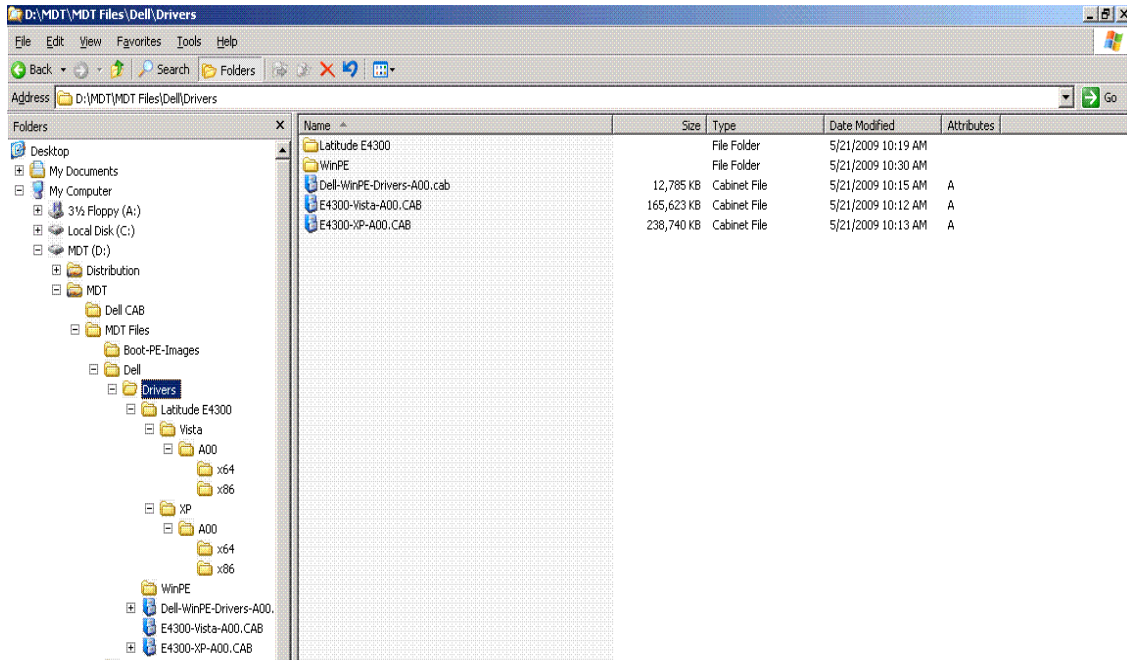 D:\MDT\MDT Files\Dell\Drivers
File Edit View Favorites Tools Help
Back Search Folders
Address D:\MDT\MDT Files\Dell\Drivers Go
Folders x
Desktop
My Documents
My Computer
3½ Floppy (A:)
Local Disk (C:)
MDT (D:)
Distribution
MDT
Dell CAB
MDT Files
Boot-PE-Images
Dell
Drivers
Latitude E4300
Vista
A00
x64
x86
XP
A00
x64
x86
WinPE
Dell-WinPE-Drivers-A00.
E4300-Vista-A00.CAB
E4300-XP-A00.CAB
Name Size Type Date Modified Attributes
Latitude E4300 File Folder 5/21/2009 10:19 AM
WinPE File Folder 5/21/2009 10:30 AM
Dell-WinPE-Drivers-A00.cab 12,785 KB Cabinet File 5/21/2009 10:15 AM A
E4300-Vista-A00.CAB 165,623 KB Cabinet File 5/21/2009 10:12 AM A
E4300-XP-A00.CAB 238,740 KB Cabinet File 5/21/2009 10:13 AM A